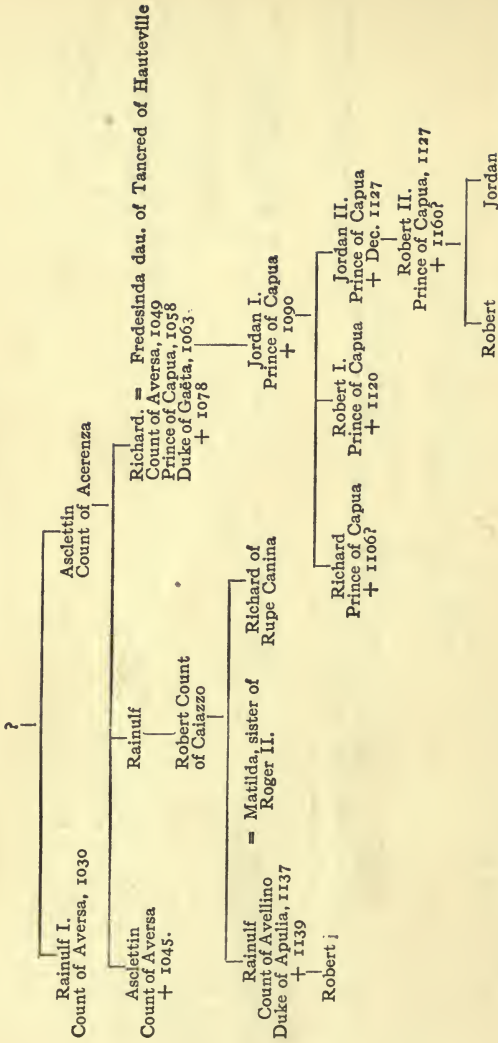 ?
Rainulf I.
Count of Aversa, 1030
Asclettin
Count of Acerenza
Asclettin
Count of Aversa
+ 1045.
Rainulf
Richard. = Fredesinda dau. of Tancred of Hauteville
Count of Aversa, 1049
Prince of Capua, 1058
Duke of Gaëta, 1063.
+ 1078
Robert Count
of Caiazzo
Jordan I.
Prince of Capua
+ 1090
Rainulf = Matilda, sister of
Count of Avellino Roger II.
Duke of Apulia, 1137
+ 1139
Richard of
Rupe Canina
Richard
Prince of Capua
+ 1106?
Robert I.
Prince of Capua
+ 1120
Jordan II.
Prince of Capua
+ Dec. 1127
Robert
Robert II.
Prince of Capua, 1127
+ 1160?
Robert
Jordan